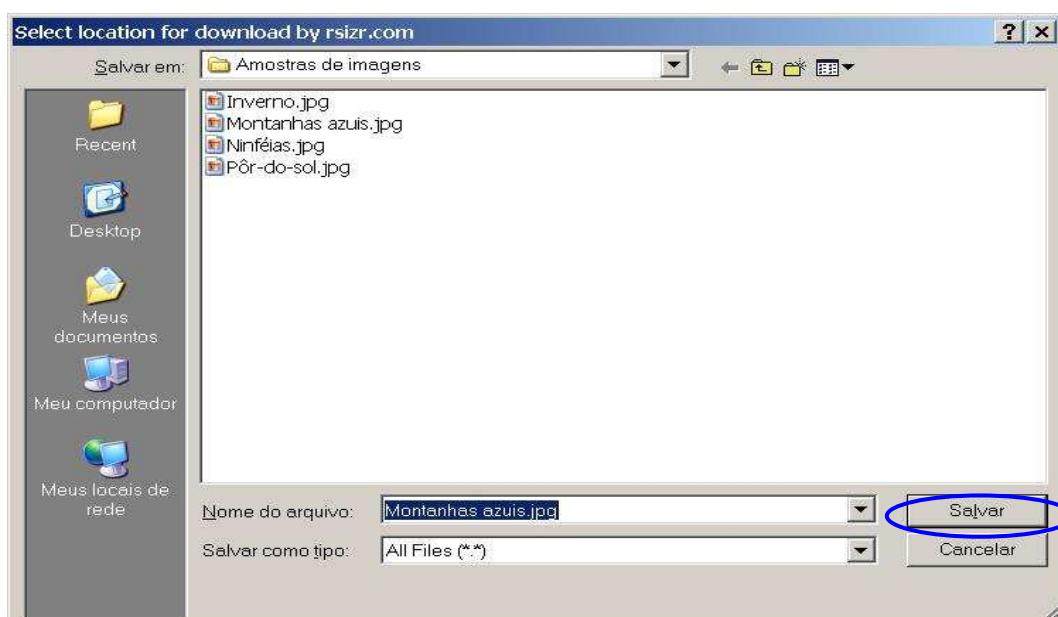 Select location for download by rsizr.com
Salvar em:
Amostras de imagens
Inverno.jpg
Montanhas azuis.jpg
Ninféias.jpg
Pôr-do-sol.jpg
Recent
Desktop
Meus
documentos
Meu computador
Meus locais de
rede
Nome do arquivo:
Montanhas azuis.jpg
Salvar
Salvar como tipo:
All Files (*.*)
Cancelar